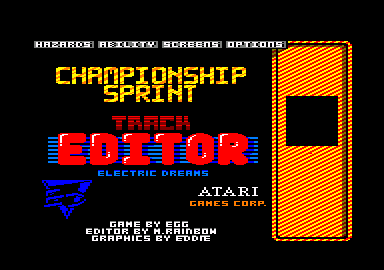 HAZARDS ABILITY SCREENS OPTIONS
CHAMPIONSHIP
SPRINT
TRACK
EDITOR
ELECTRIC DREAMS
ATARI
GAMES CORP.
GAME BY EGG
EDITOR BY M.RAINBOW
GRAPHICS BY EDDIE